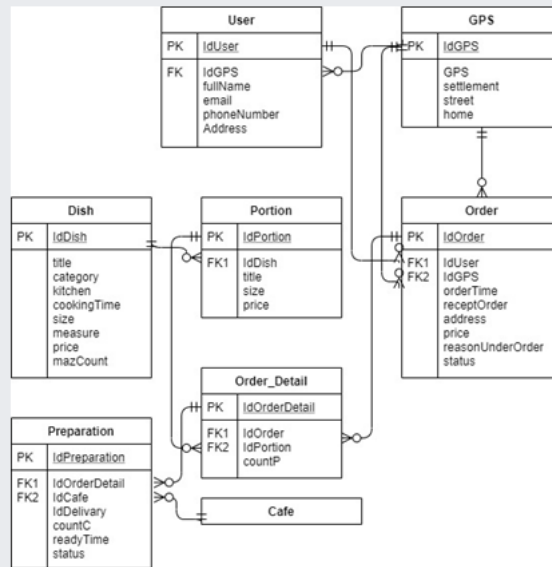 User
PK IdUser
FK IdGPS
fullName
email
phoneNumber
Address
GPS
PK IdGPS
GPS
settlement
street
home
Dish
PK IdDish
title
category
kitchen
cookingTime
size
measure
price
mazCount
Portion
PK IdPortion
FK1 IdDish
title
size
price
Order
PK IdOrder
FK1 IdUser
FK2 IdGPS
orderTime
receptOrder
address
price
reasonUnderOrder
status
Order_Detail
PK IdOrderDetail
FK1 IdOrder
FK2 IdPortion
countP
Preparation
PK IdPreparation
FK1 IdOrderDetail
FK2 IdCafe
IdDelivary
countC
readyTime
status
Cafe